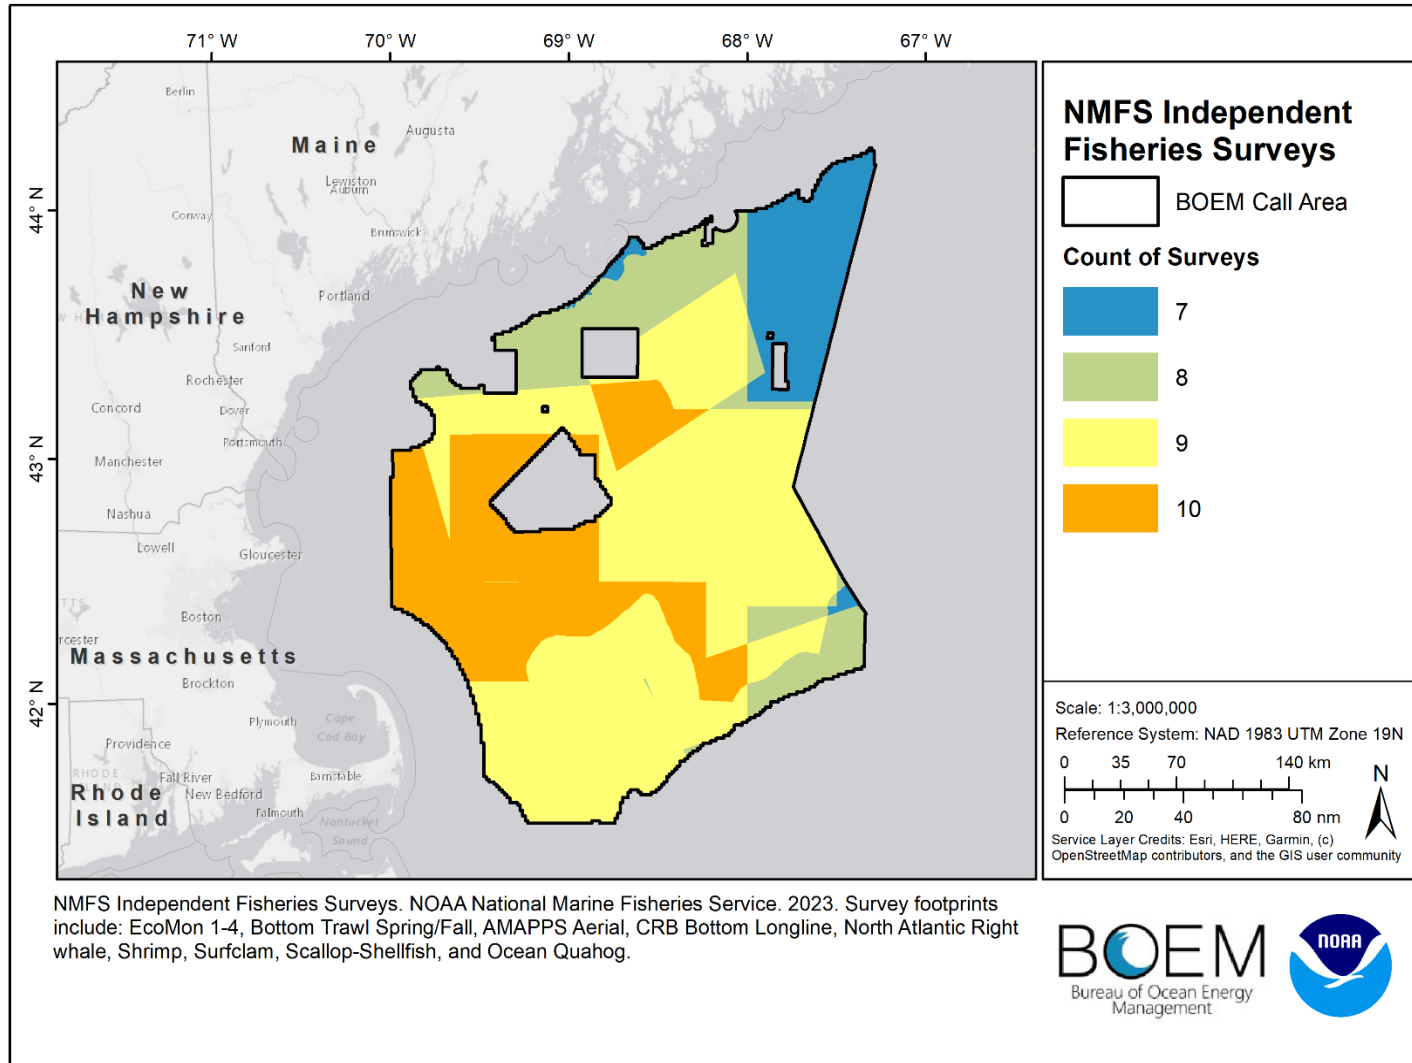 71° W
70° W
69° W
68° W
67° W
44° N
43° N
42° N
Berlin
Augusta
Maine
Lewiston
Auburn
Conway
Brunswick
New
Hampshire
Portland
Sanford
Rochester
Concord
Dover
Portsmouth
Manchester
Nashua
Lowell
Gloucester
Boston
Massachusetts
Brockton
Plymouth
Cape
Cod Bay
Providence
Barnstable
Fall River
New Bedford
Rhode
Island
Falmouth
Nantucket
Sound
NMFS Independent
Fisheries Surveys
BOEM Call Area
Count of Surveys
7
8
9
10
Scale: 1:3,000,000
Reference System: NAD 1983 UTM Zone 19N
0 35 70 140 km
0 20 40 80 nm
N
Service Layer Credits: Esri, HERE, Garmin, (c)
OpenStreetMap contributors, and the GIS user community
NMFS Independent Fisheries Surveys. NOAA National Marine Fisheries Service. 2023. Survey footprints
include: EcoMon 1-4, Bottom Trawl Spring/Fall, AMAPPS Aerial, CRB Bottom Longline, North Atlantic Right
whale, Shrimp, Surfclam, Scallop-Shellfish, and Ocean Quahog.
BOEM
Bureau of Ocean Energy
Management
NOAA